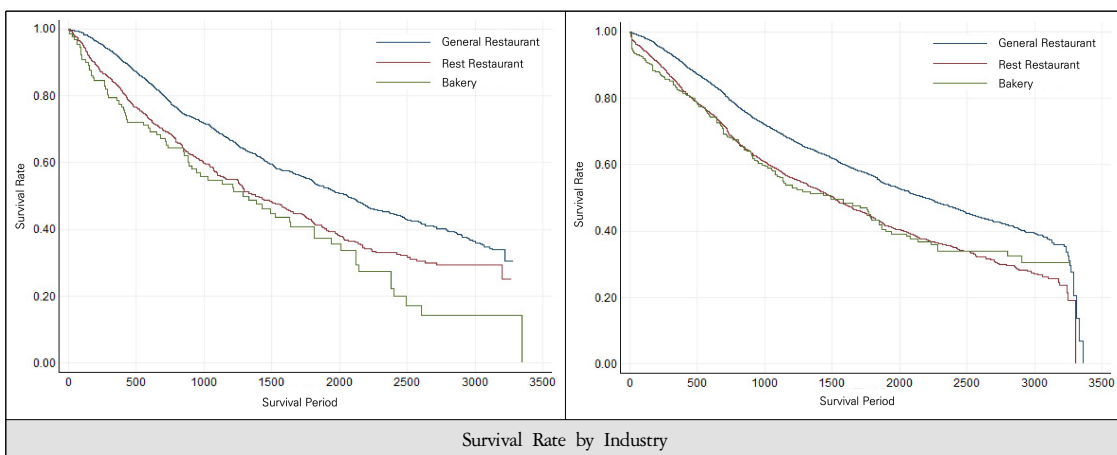 1.00
0.80
0.60
0.40
0.20
0.00
Survival Rate
General Restaurant
Rest Restaurant
Bakery
0 500 1000 1500 2000 2500 3000 3500
Survival Period
1.00
0.80
0.60
0.40
0.20
0.00
Survival Rate
General Restaurant
Rest Restaurant
Bakery
0 500 1000 1500 2000 2500 3000 3500
Survival Period
Survival Rate by Industry